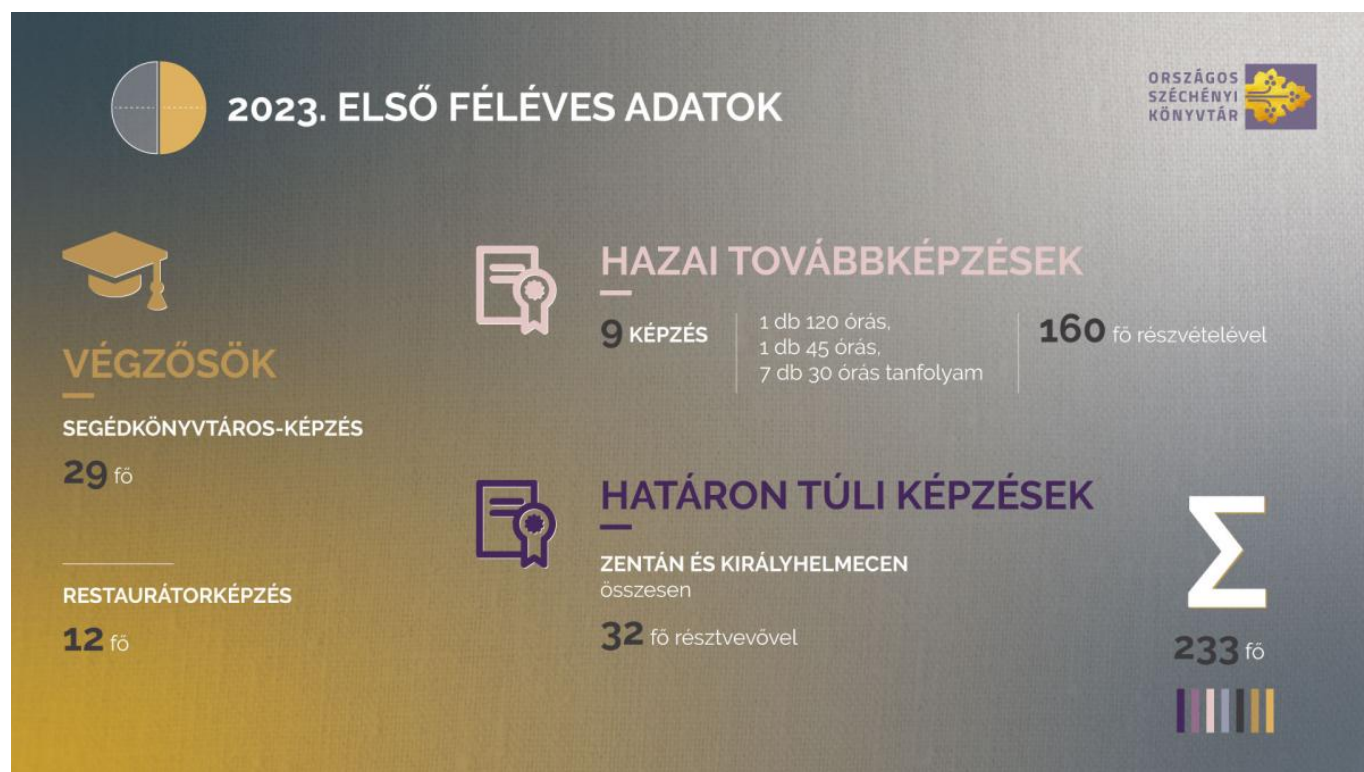 2023. ELSŐ FÉLÉVES ADATOK
ORSZÁGOS
SZÉCHÉNYI
KÖNYVTÁR
VÉGZŐSÖK
SEGÉDKÖNYVTÁROS-KÉPZÉS
29 fő
RESTAURÁTORKÉPZÉS
12 fő
HAZAI TOVÁBBKÉPZÉSEK
9 KÉPZÉS
1 db 120 órás,
1 db 45 órás,
7 db 30 órás tanfolyam
160 fő részvételével
HATÁRON TÚLI KÉPZÉSEK
ZENTÁN ÉS KIRÁLYHELMECEN
összesen
32 fő résztvevővel
Σ
233 fő